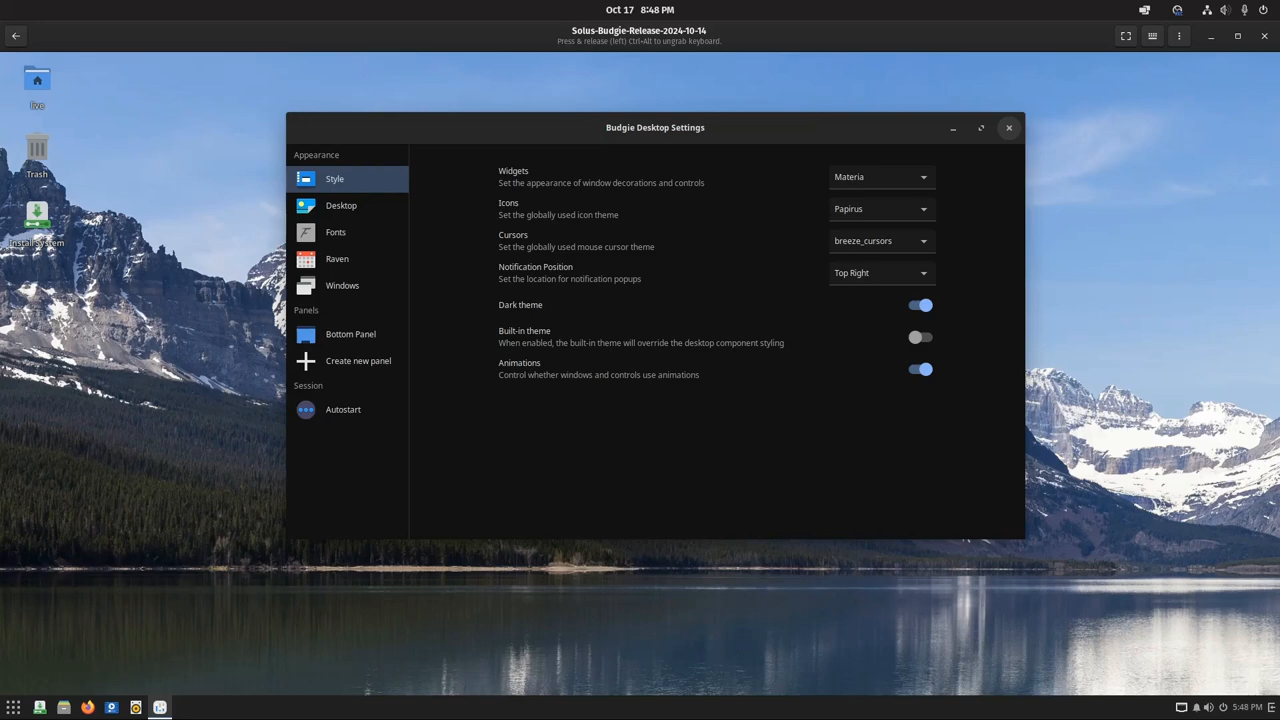 Oct 17 8:48 PM
Solus-Budgie-Release-2024-10-14
Press & release (left) Ctrl+Alt to ungrab keyboard.
live
Trash
Install System
Budgie Desktop Settings
Appearance
Style
Desktop
Fonts
Raven
Windows
Panels
Bottom Panel
Create new panel
Session
Autostart
Widgets
Set the appearance of window decorations and controls
Materia
Icons
Set the globally used icon theme
Papirus
Cursors
Set the globally used mouse cursor theme
breeze_cursors
Notification Position
Set the location for notification popups
Top Right
Dark theme
Built-in theme
When enabled, the built-in theme will override the desktop component styling
Animations
Control whether windows and controls use animations
5:48 PM